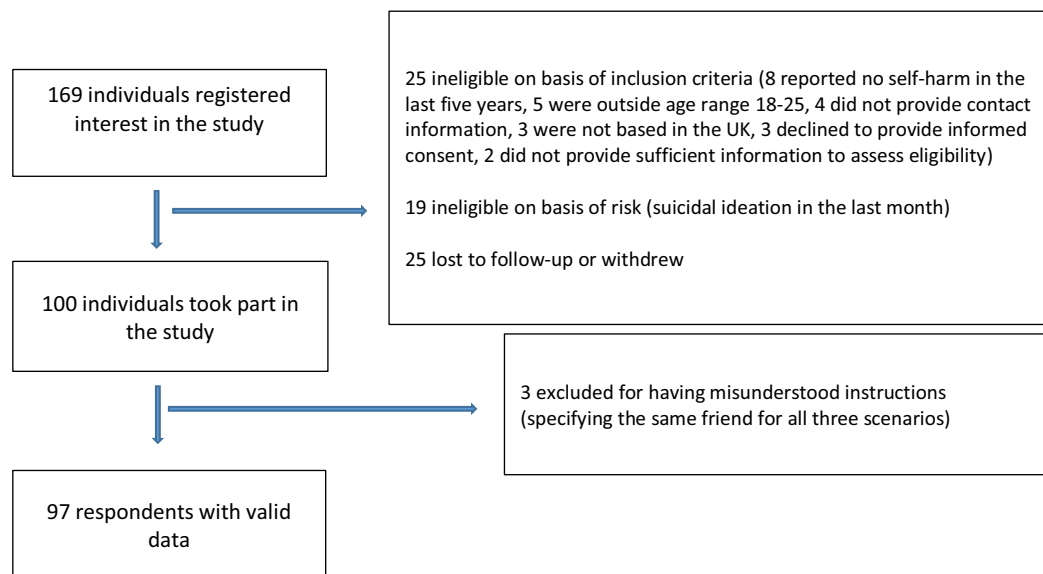 169 individuals registered
interest in the study
25 ineligible on basis of inclusion criteria (8 reported no self-harm in the
last five years, 5 were outside age range 18-25, 4 did not provide contact
information, 3 were not based in the UK, 3 declined to provide informed
consent, 2 did not provide sufficient information to assess eligibility)
19 ineligible on basis of risk (suicidal ideation in the last month)
25 lost to follow-up or withdrew
100 individuals took part in
the study
3 excluded for having misunderstood instructions
(specifying the same friend for all three scenarios)
97 respondents with valid
data